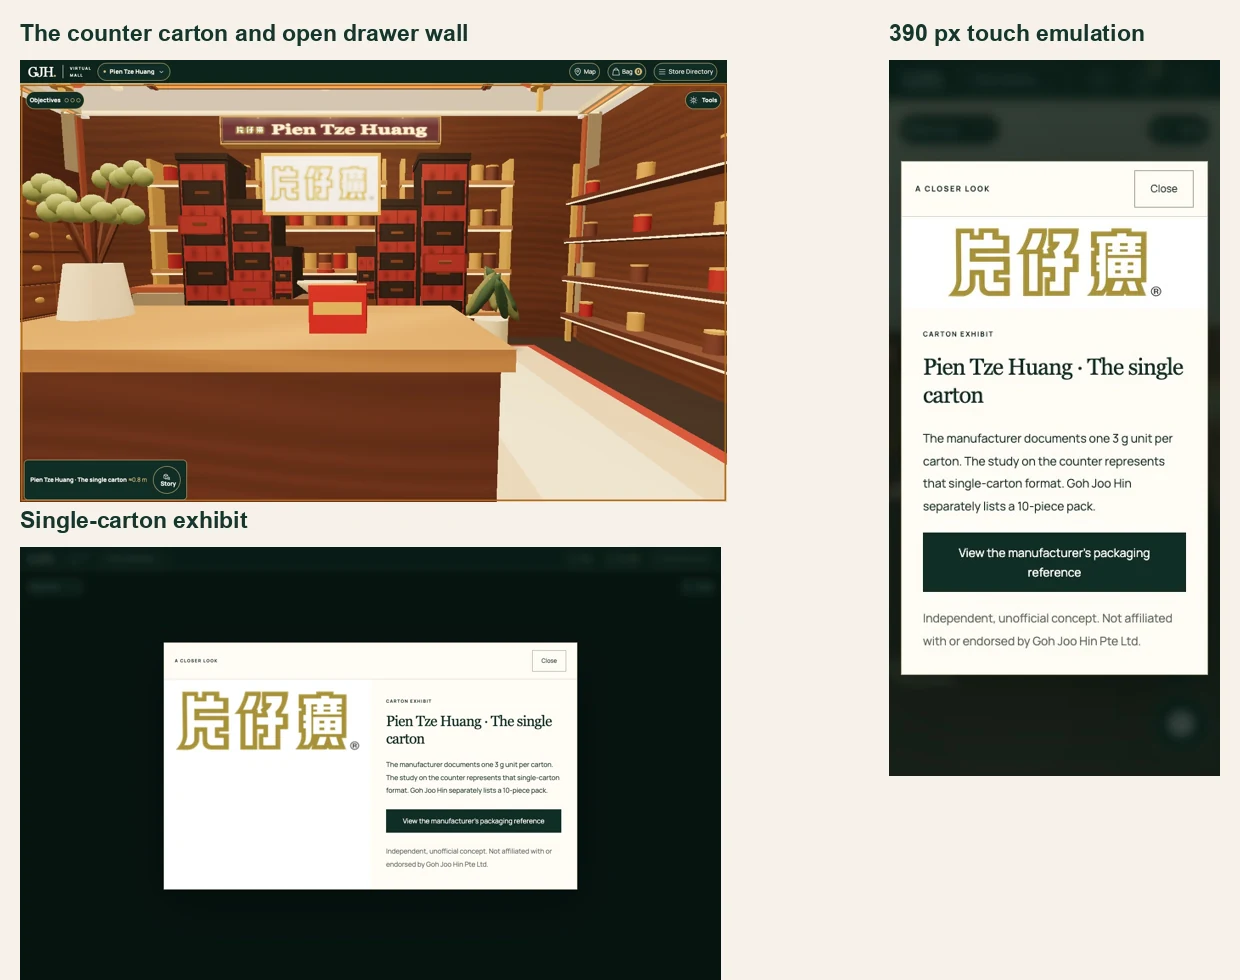 The counter carton and open drawer wall
GJH. VIRTUAL MALL
Pien Tze Huang
Map
Bag 0
Store Directory
Objectives
Tools
片仔癀 Pien Tze Huang
片仔癀
Pien Tze Huang · The single carton ≈0.8 m
Story
Single-carton exhibit
A CLOSER LOOK
Close
片仔癀®
CARTON EXHIBIT
Pien Tze Huang · The single
carton
The manufacturer documents one 3 g unit per carton.
The study on the counter represents that single-carton
format. Goh Joo Hin separately lists a 10-piece pack.
View the manufacturer's packaging reference
Independent, unofficial concept. Not affiliated with or
endorsed by Goh Joo Hin Pte Ltd.
390 px touch emulation
A CLOSER LOOK
Close
片仔癀®
CARTON EXHIBIT
Pien Tze Huang · The single
carton
The manufacturer documents one 3 g unit per
carton. The study on the counter represents
that single-carton format. Goh Joo Hin
separately lists a 10-piece pack.
View the manufacturer's packaging
reference
Independent, unofficial concept. Not affiliated
with or endorsed by Goh Joo Hin Pte Ltd.